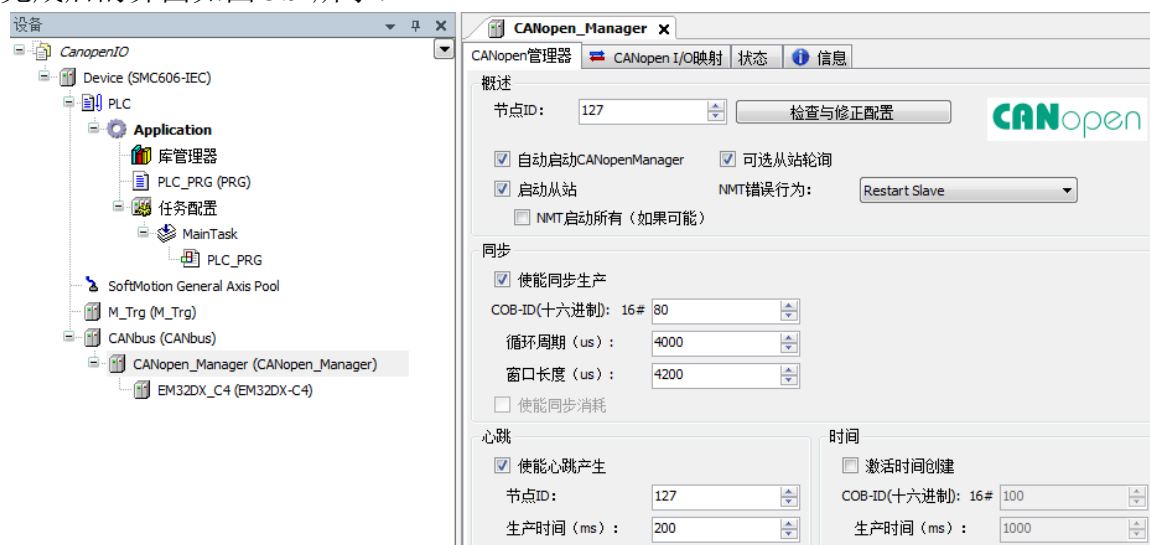 设备
CanopenIO
Device (SMC606-IEC)
PLC
Application
库管理器
PLC_PRG (PRG)
任务配置
MainTask
PLC_PRG
SoftMotion General Axis Pool
M_Trg (M_Trg)
CANbus (CANbus)
CANopen_Manager (CANopen_Manager)
EM32DX_C4 (EM32DX-C4)
CANopen_Manager
CANopen管理器 CANopen I/O映射 状态 信息
概述
节点ID: 127 检查与修正配置
CANopen
自动启动CANopenManager 可选从站轮询
启动从站 NMT错误行为: Restart Slave
NMT启动所有（如果可能）
同步
使能同步生产
COB-ID(十六进制): 16# 80
循环周期（us）: 4000
窗口长度（us）: 4200
使能同步消耗
心跳 时间
使能心跳产生 激活时间创建
节点ID: 127 COB-ID(十六进制): 16# 100
生产时间（ms）: 200 生产时间（ms）: 1000